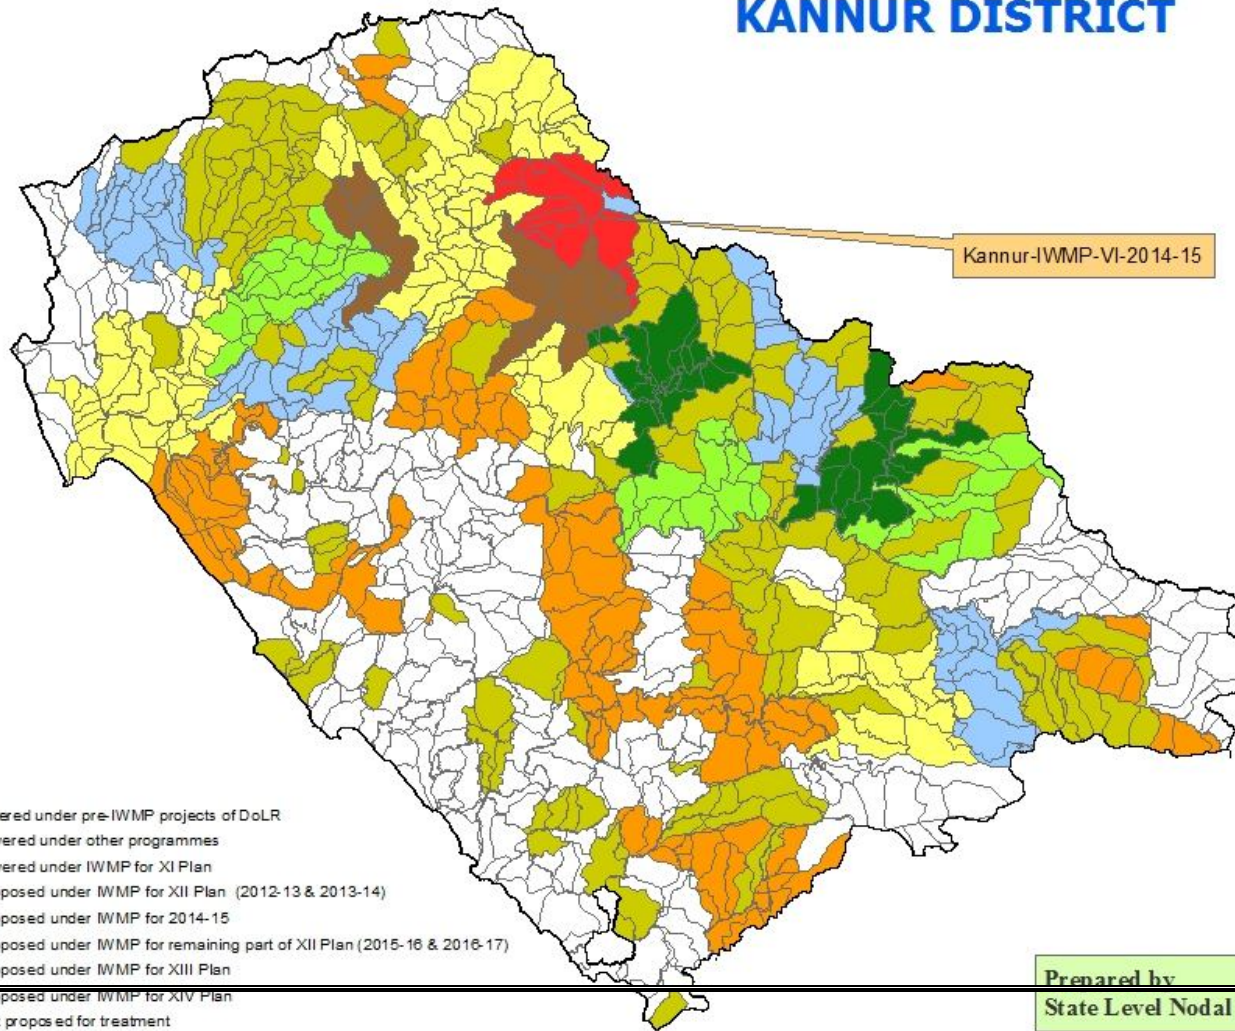 KANNUR DISTRICT
Kannur-IWMP-VI-2014-15
ered under pre-IWMP projects of DoLR
vered under other programmes
vered under IWMP for XI Plan
posed under IWMP for XII Plan (2012-13 & 2013-14)
posed under IWMP for 2014-15
posed under IWMP for remaining part of XII Plan (2015-16 & 2016-17)
posed under IWMP for XIII Plan
posed under IWMP for XIV Plan
t proposed for treatment
Prepared by
State Level Nodal